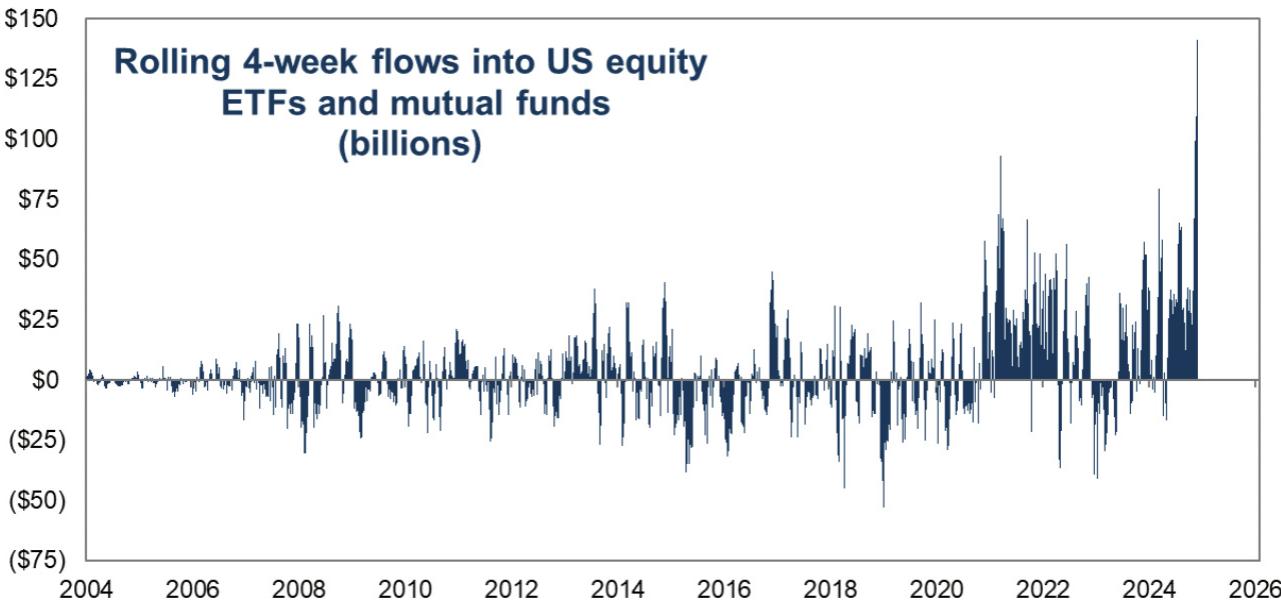 Rolling 4-week flows into US equity
ETFs and mutual funds
(billions)
$150
$125
$100
$75
$50
$25
$0
($25)
($50)
($75)
2004 2006 2008 2010 2012 2014 2016 2018 2020 2022 2024 2026